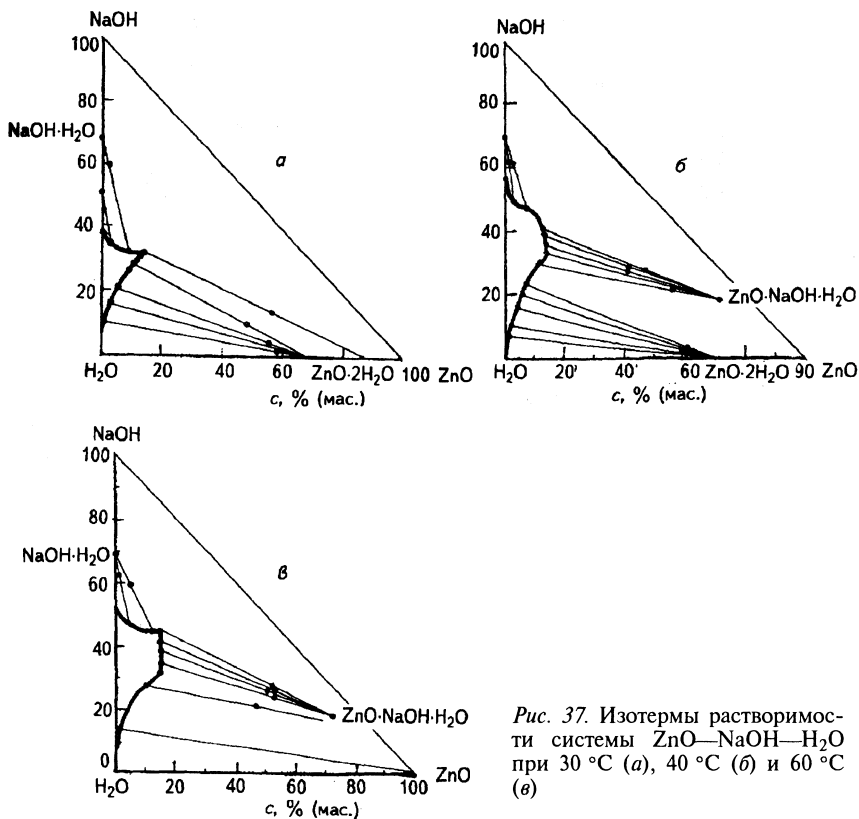 NaOH
100
80
NaOH·H₂O
60
40
20
H₂O
20
40
60
ZnO·2H₂O
100
ZnO
с, % (мас.)
а
NaOH
100
80
60
40
20
H₂O
20'
40'
60
ZnO·2H₂O
90
ZnO
с, % (мас.)
б
ZnO·NaOH·H₂O
NaOH
100
80
NaOH·H₂O
60
40
20
0
H₂O
20
40
60
80
100
ZnO
с, % (мас.)
в
ZnO·NaOH·H₂O
Рис. 37. Изотермы растворимос-
ти системы ZnO—NaOH—H₂O
при 30 °С (а), 40 °С (б) и 60 °С
(в)